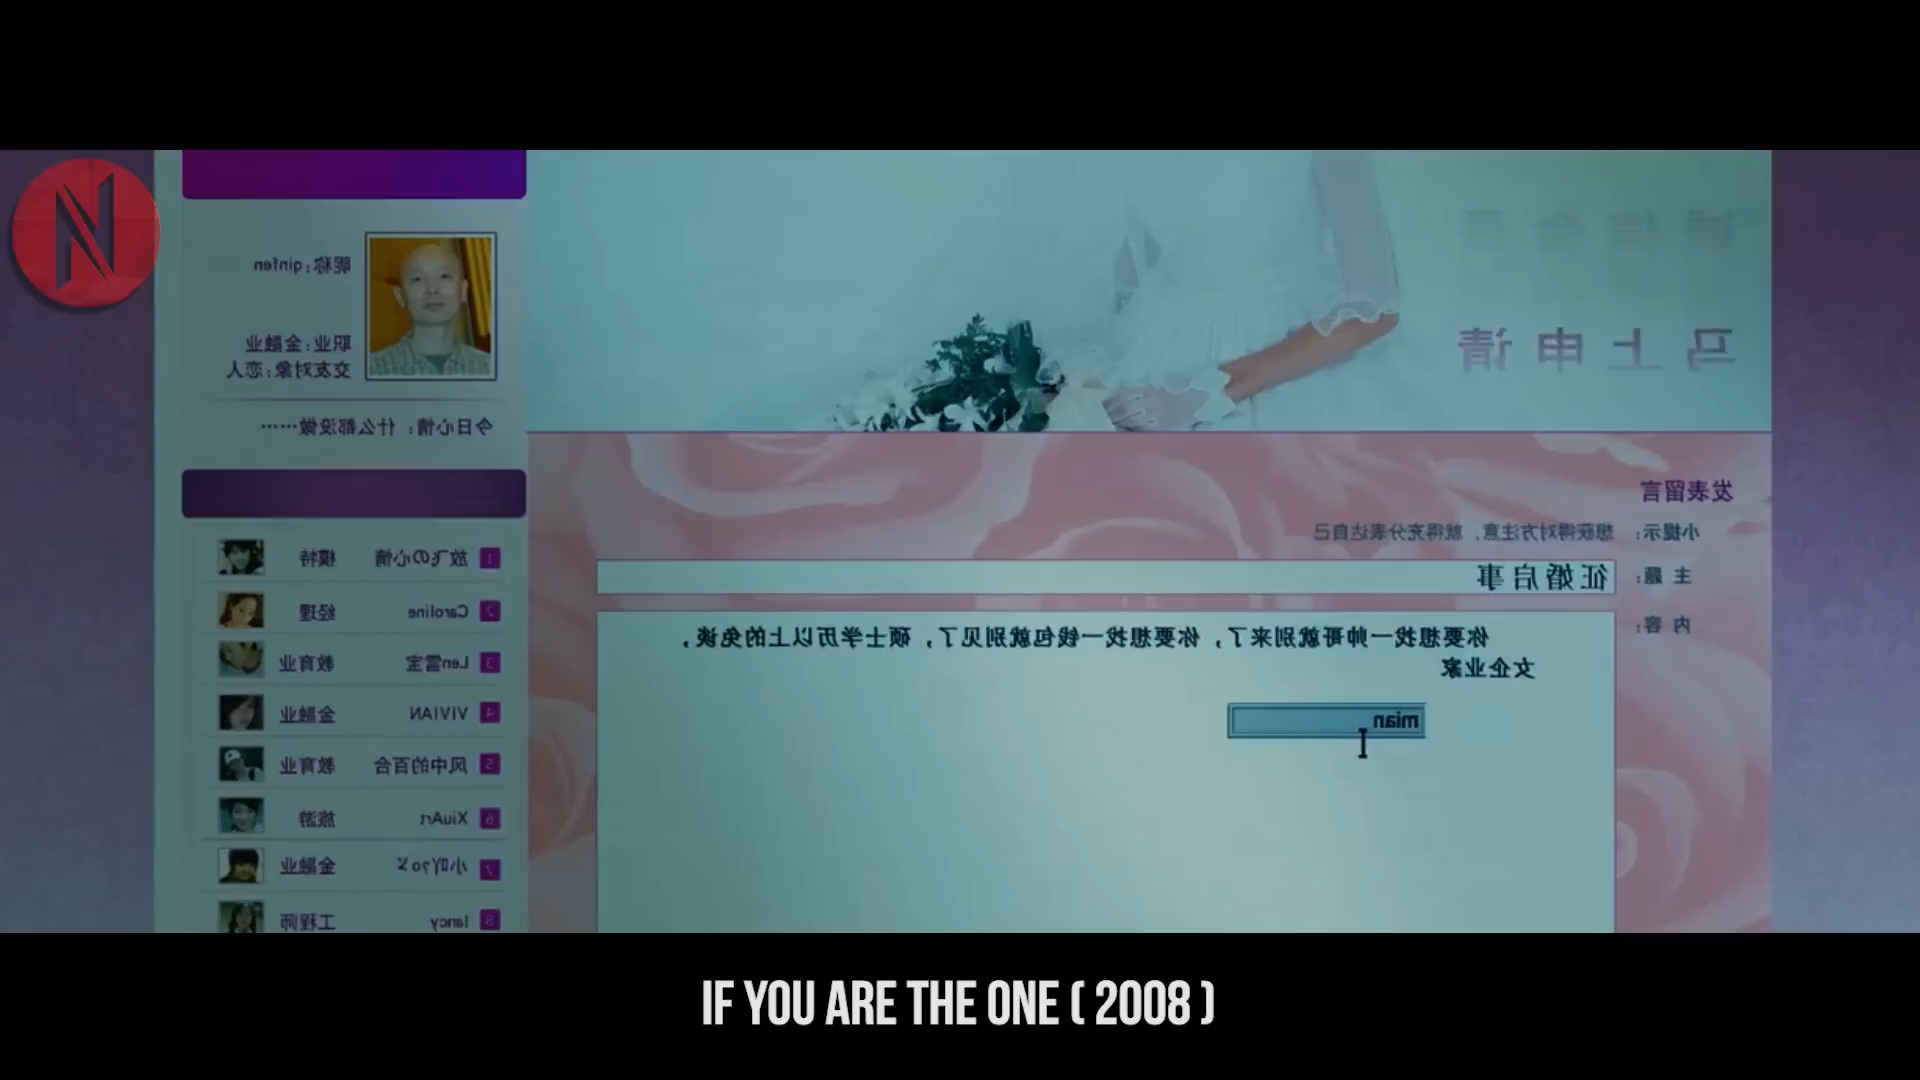 诚信会员
马上申请
昵称：qinfen
职业：金融业
交友对象：恋人
今日心情：什么都没做……
发表留言
小提示：想获得对方注意，就得充分表达自己
主 题：征婚启事
内 容：
你要想找一帅哥就别来了，你要想找一钱包就别见了，硕士学历以上的免谈，
女企业家
mian
1 放飞の心情 模特
2 Caroline 经理
3 Len雪宝 教育业
4 VIVIAN 金融业
5 风中的百合 教育业
6 XiuArt 旅游
7 金融业
8 lancy 工程师
N
IF YOU ARE THE ONE ( 2008 )